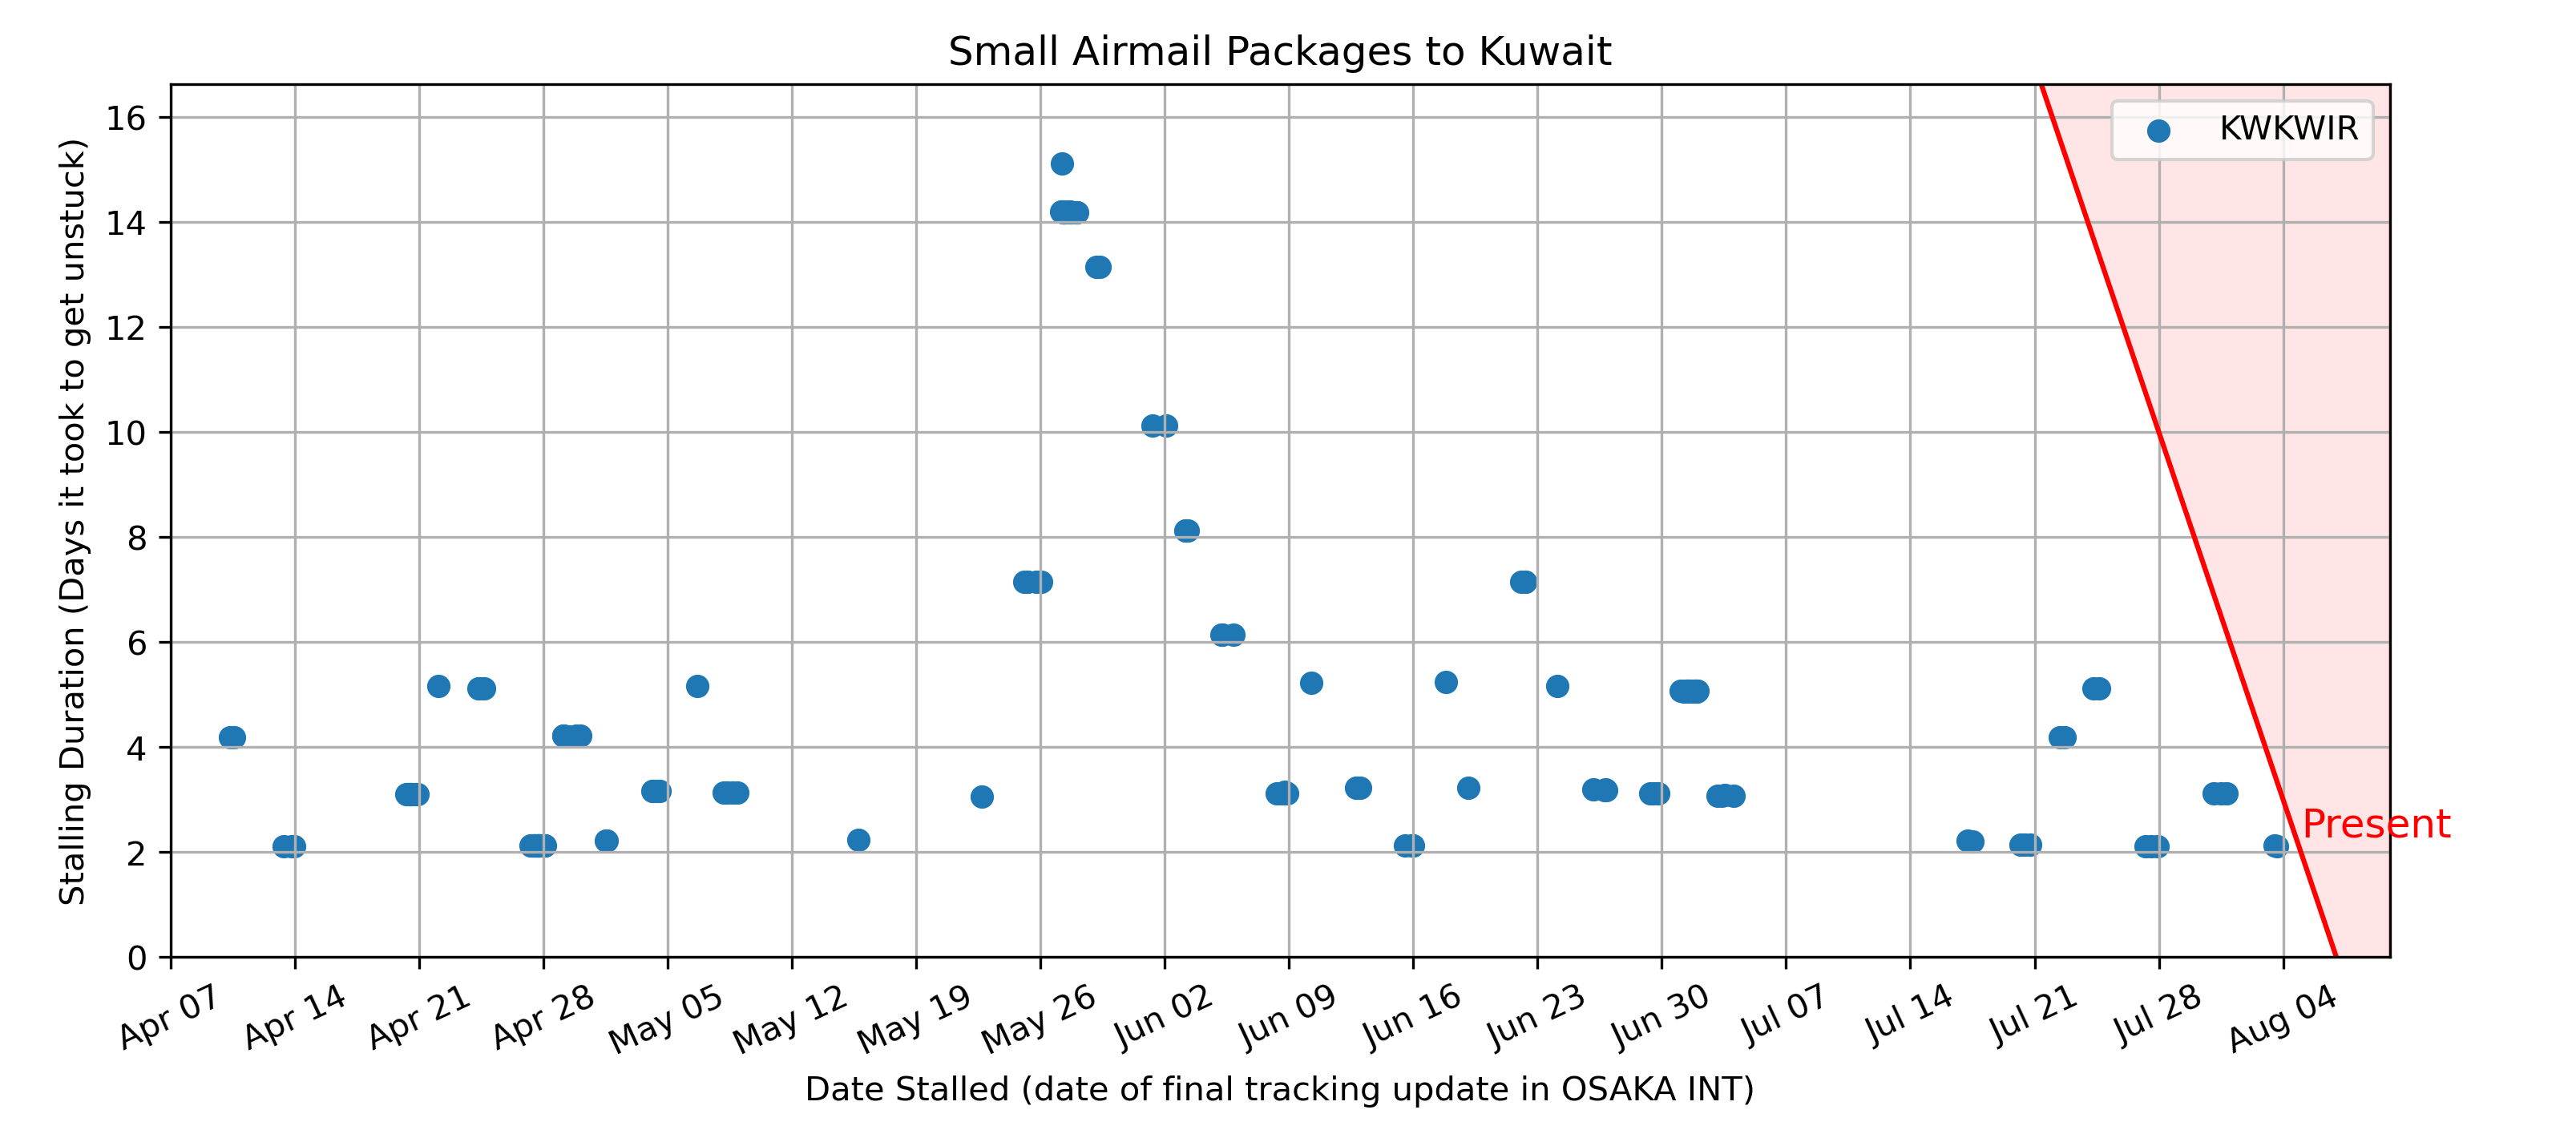 Small Airmail Packages to Kuwait
KWKWIR
16
14
12
10
8
6
4
2
0
Stalling Duration (Days it took to get unstuck)
Present
Apr 07
Apr 14
Apr 21
Apr 28
May 05
May 12
May 19
May 26
Jun 02
Jun 09
Jun 16
Jun 23
Jun 30
Jul 07
Jul 14
Jul 21
Jul 28
Aug 04
Date Stalled (date of final tracking update in OSAKA INT)